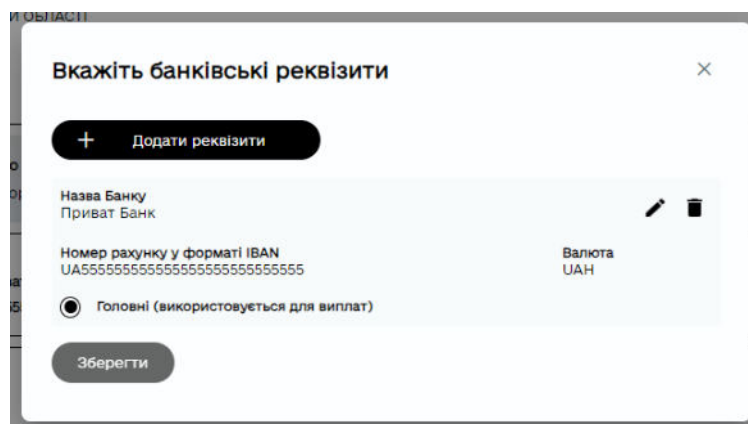 И ОБЛАСТІ
Вкажіть банківські реквізити
Додати реквізити
Назва Банку
Приват Банк
Номер рахунку у форматі IBAN
Валюта
UA555555555555555555555555555
UAH
Головні (використовується для виплат)
Зберегти